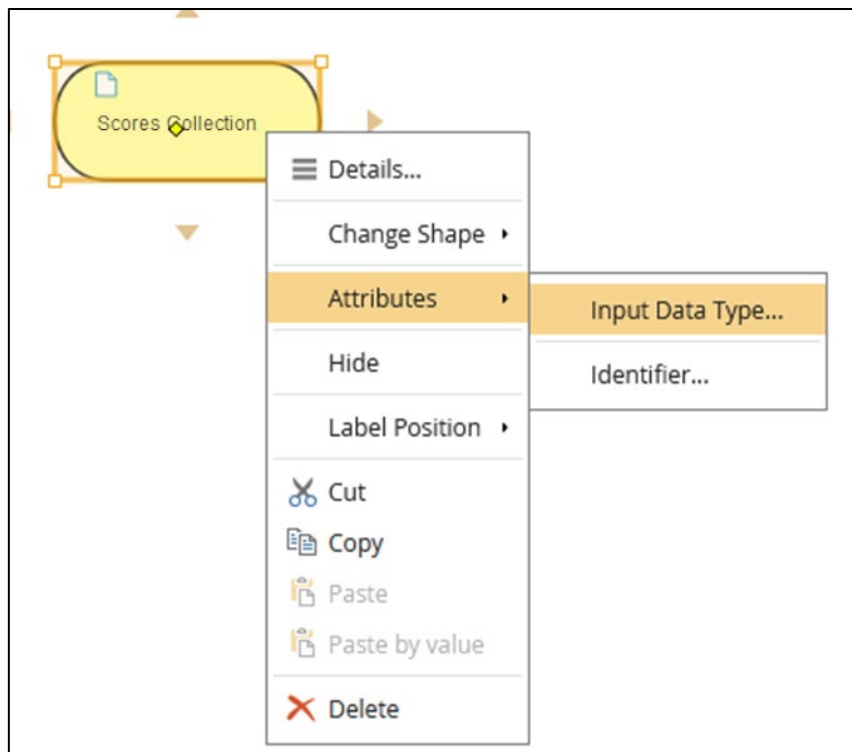 Scores Collection
Details...
Change Shape
Attributes
Input Data Type...
Identifier...
Hide
Label Position
Cut
Copy
Paste
Paste by value
Delete